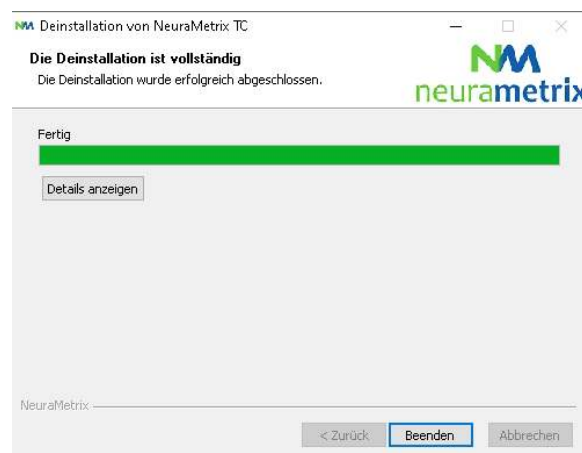 NM Deinstallation von NeuraMetrix TC
Die Deinstallation ist vollständig
Die Deinstallation wurde erfolgreich abgeschlossen.
NM
neurametrix
Fertig
Details anzeigen
NeuraMetrix
< Zurück
Beenden
Abbrechen